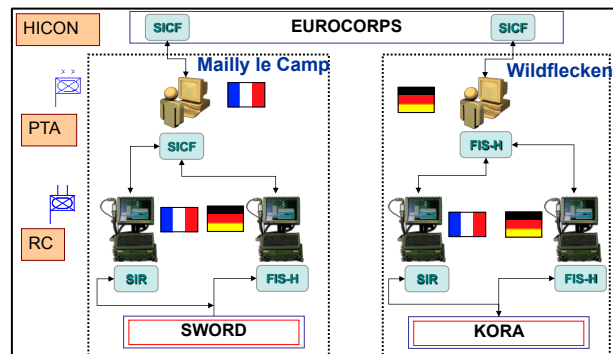 HICON
SICF
EUROCORPS
SICF
Mailly le Camp
Wildflecken
PTA
SICF
FIS-H
RC
SIR
FIS-H
SIR
FIS-H
SWORD
KORA